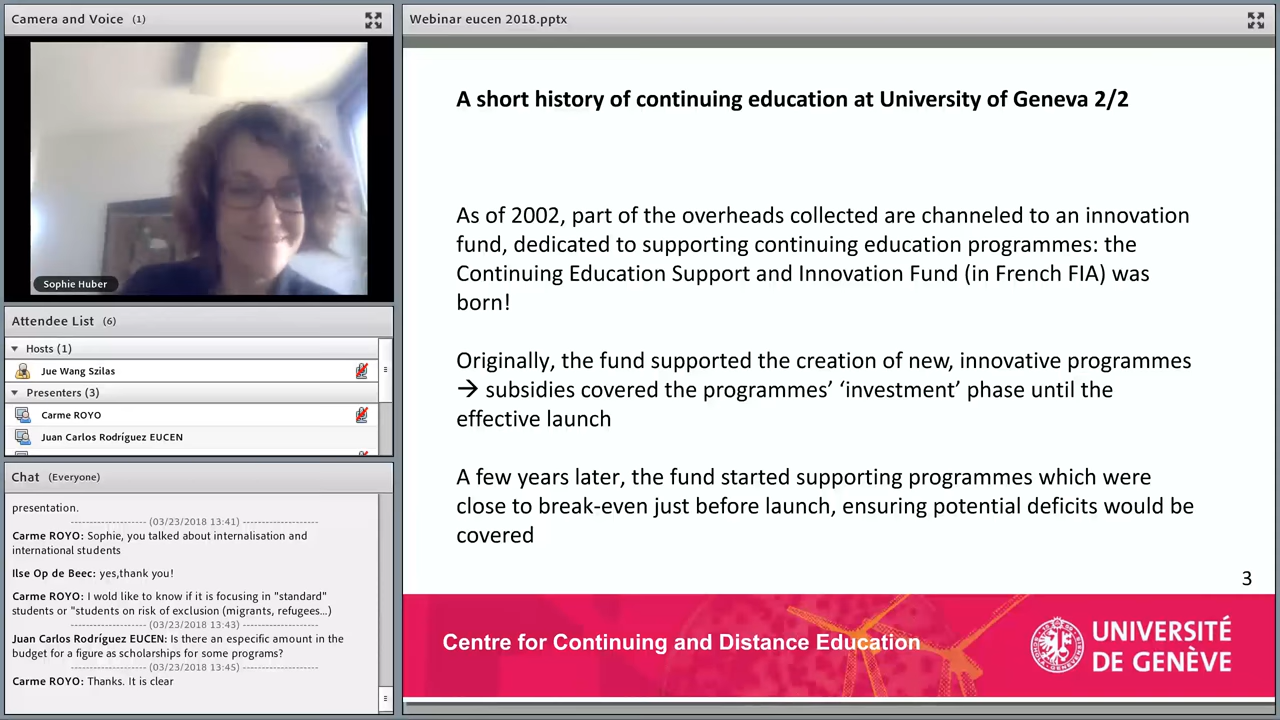 Camera and Voice (1)
Sophie Huber
Attendee List (6)
Hosts (1)
Jue Wang Szilas
Presenters (3)
Carme ROYO
Juan Carlos Rodríguez EUCEN
Chat (Everyone)
presentation.
-------------------- (03/23/2018 13:41) --------------------
Carme ROYO: Sophie, you talked about internalisation and
international students
Ilse Op de Beec: yes,thank you!
Carme ROYO: I wold like to know if it is focusing in "standard"
students or "students on risk of exclusion (migrants, refugees...)
-------------------- (03/23/2018 13:43) --------------------
Juan Carlos Rodríguez EUCEN: Is there an especific amount in the
budget for a figure as scholarships for some programs?
-------------------- (03/23/2018 13:45) --------------------
Carme ROYO: Thanks. It is clear
Webinar eucen 2018.pptx
A short history of continuing education at University of Geneva 2/2
As of 2002, part of the overheads collected are channeled to an innovation
fund, dedicated to supporting continuing education programmes: the
Continuing Education Support and Innovation Fund (in French FIA) was
born!
Originally, the fund supported the creation of new, innovative programmes
→ subsidies covered the programmes’ ‘investment’ phase until the
effective launch
A few years later, the fund started supporting programmes which were
close to break-even just before launch, ensuring potential deficits would be
covered
3
Centre for Continuing and Distance Education
UNIVERSITÉ
DE GENÈVE